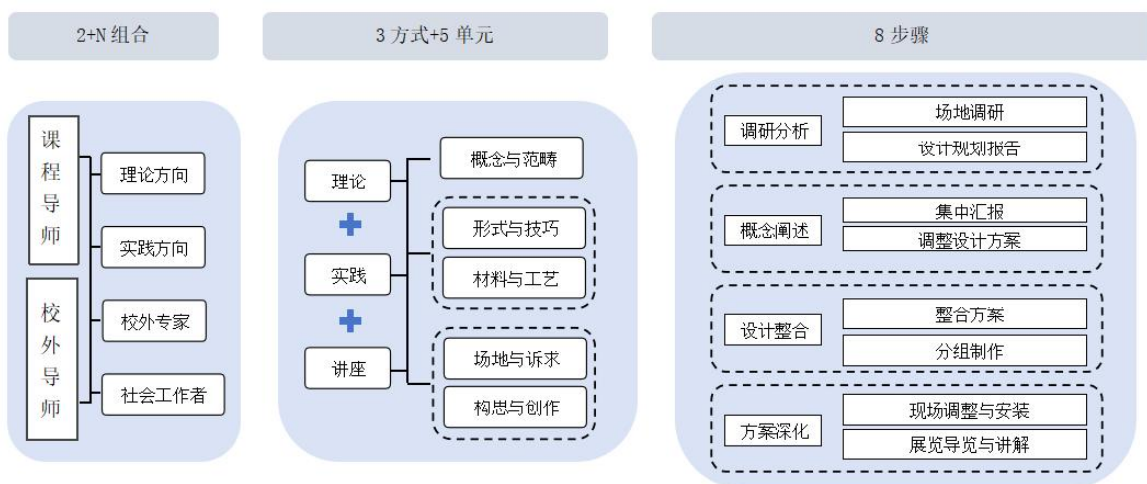 2+N 组合
3 方式+5 单元
8 步骤
课程导师
校外导师
理论方向
实践方向
校外专家
社会工作者
理论
实践
讲座
概念与范畴
形式与技巧
材料与工艺
场地与诉求
构思与创作
调研分析
场地调研
设计规划报告
概念阐述
集中汇报
调整设计方案
设计整合
整合方案
分组制作
方案深化
现场调整与安装
展览导览与讲解